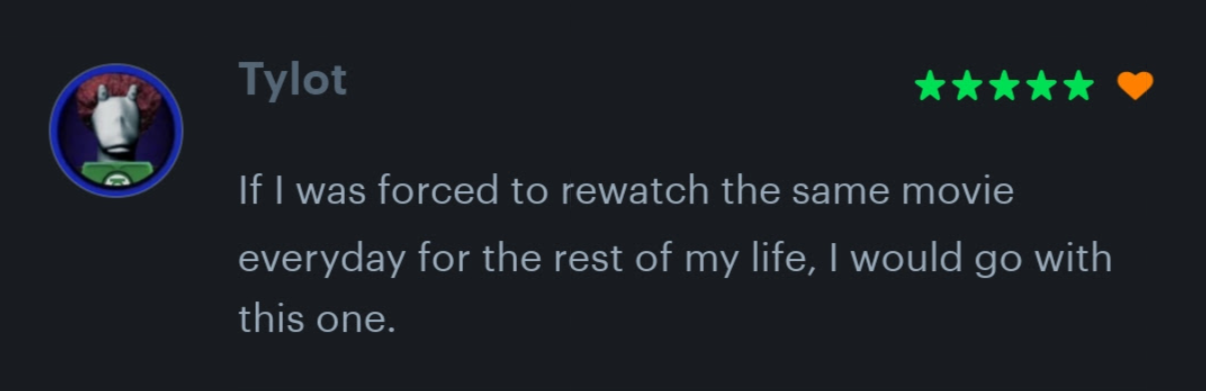 Tylot
If I was forced to rewatch the same movie
everyday for the rest of my life, I would go with
this one.